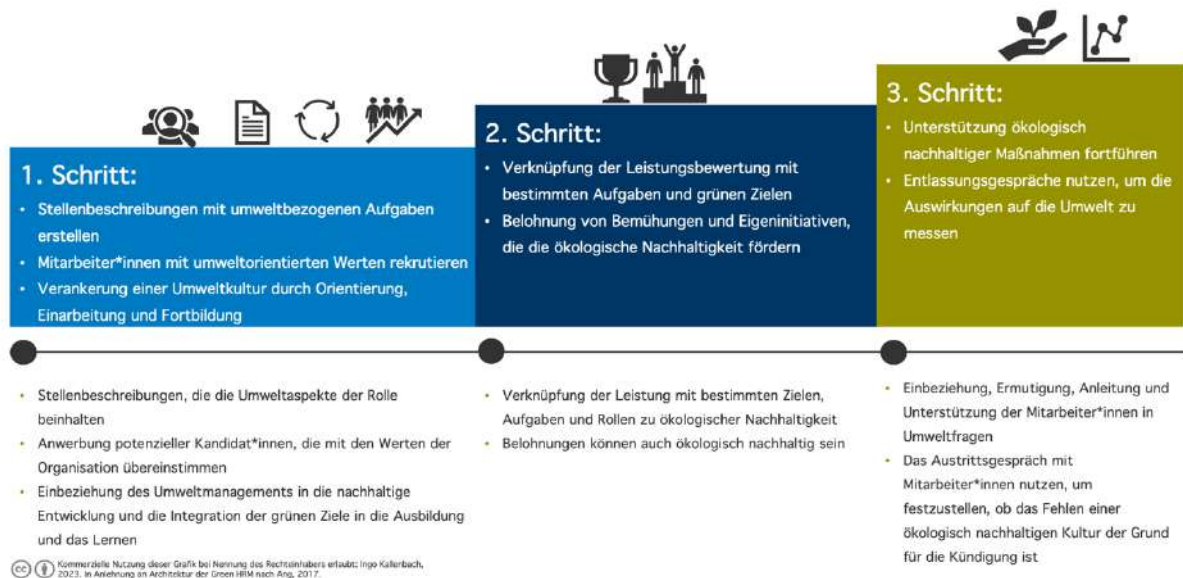 1. Schritt:
• Stellenbeschreibungen mit umweltbezogenen Aufgaben
erstellen
• Mitarbeiter*innen mit umweltorientierten Werten rekrutieren
• Verankerung einer Umweltkultur durch Orientierung,
Einarbeitung und Fortbildung
2. Schritt:
• Verknüpfung der Leistungsbewertung mit
bestimmten Aufgaben und grünen Zielen
• Belohnung von Bemühungen und Eigeninitiativen,
die die ökologische Nachhaltigkeit fördern
3. Schritt:
• Unterstützung ökologisch
nachhaltiger Maßnahmen fortführen
• Entlassungsgespräche nutzen, um die
Auswirkungen auf die Umwelt zu
messen
• Stellenbeschreibungen, die die Umweltaspekte der Rolle
beinhalten
• Anwerbung potenzieller Kandidat*innen, die mit den Werten der
Organisation übereinstimmen
• Einbeziehung des Umweltmanagements in die nachhaltige
Entwicklung und die Integration der grünen Ziele in die Ausbildung
und das Lernen
• Verknüpfung der Leistung mit bestimmten Zielen,
Aufgaben und Rollen zu ökologischer Nachhaltigkeit
• Belohnungen können auch ökologisch nachhaltig sein
• Einbeziehung, Ermutigung, Anleitung und
Unterstützung der Mitarbeiter*innen in
Umweltfragen
• Das Austrittsgespräch mit
Mitarbeiter*innen nutzen, um
festzustellen, ob das Fehlen einer
ökologisch nachhaltigen Kultur der Grund
für die Kündigung ist
cc Kommerzielle Nutzung dieser Grafik bei Nennung des Rechteinhabers erlaubt: Ingo Kallenbach,
2023. In Anlehnung an Architektur der Green HRM nach Ang, 2017.